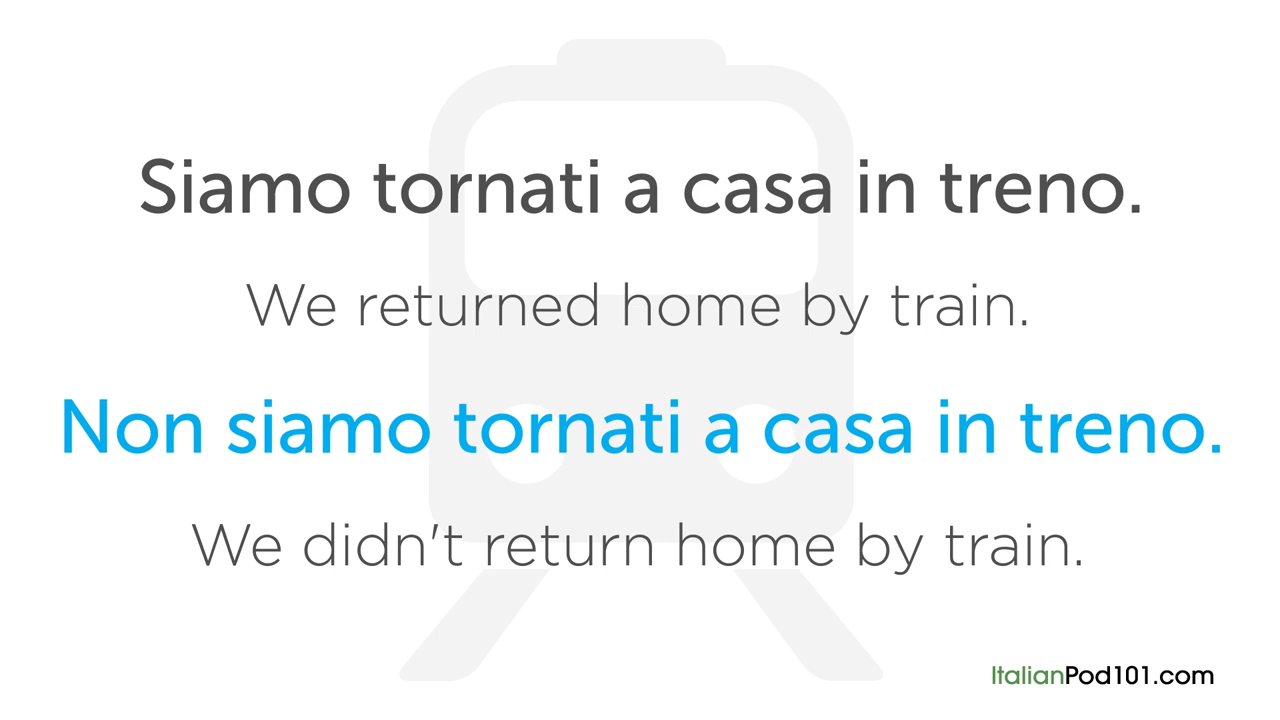 Siamo tornati a casa in treno.
We returned home by train.
Non siamo tornati a casa in treno.
We didn't return home by train.
ItalianPod101.com